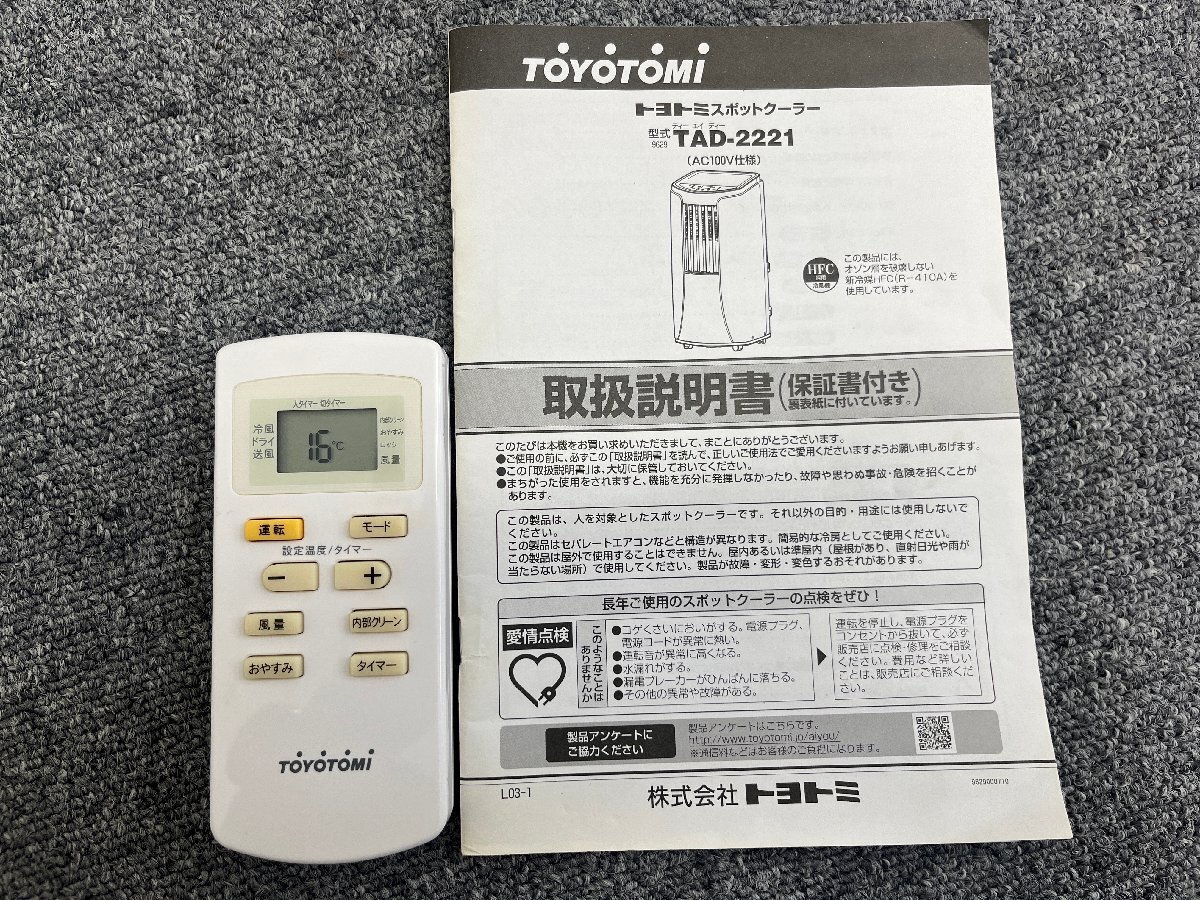 TOYOTOMi
トヨトミスポットクーラー
ティー エイ ディー
型式 TAD-2221
9629
(AC100V仕様)
HFC
冷風機
この製品には、
オゾン層を破壊しない
新冷媒HFC(R-410A)を
使用しています。
取扱説明書(保証書付き
裏表紙に付いています。)
このたびは本機をお買い求めいただきまして、まことにありがとうございます。
●ご使用の前に、必ずこの「取扱説明書」を読んで、正しいご使用法でご愛用くださいますようお願い申しあげます。
●この「取扱説明書」は、大切に保管しておいてください。
●まちがった使用をされますと、機能を充分に発揮しなかったり、故障や思わぬ事故・危険を招くことが
あります。
この製品は、人を対象としたスポットクーラーです。それ以外の目的・用途には使用しないで
ください。
この製品はセパレートエアコンなどと構造が異なります。簡易的な冷房としてご使用ください。
この製品は屋外で使用することはできません。屋内あるいは準屋内(屋根があり、直射日光や雨が
当たらない場所)で使用してください。製品が故障・変形・変色するおそれがあります。
長年ご使用のスポットクーラーの点検をぜひ!
愛情点検
このようなことは
ありませんか
●コゲくさいにおいがする。電源プラグ、
電源コードが異常に熱い。
●運転音が異常に高くなる。
●水漏れがする。
●漏電ブレーカーがひんぱんに落ちる。
●その他の異常や故障がある。
運転を停止し、電源プラグを
コンセントから抜いて、必ず
販売店に点検・修理をご相談
ください。費用など詳しい
ことは、販売店にご相談くだ
さい。
製品アンケートに
ご協力ください
製品アンケートはこちらです。
http://www.toyotomi.jp/aiyou/
※通信料などはお客様のご負担になります。
L03-1
株式会社 トヨトミ
入タイマー 切タイマー
冷風
ドライ
送風
16℃
内部クリーン
おやすみ
風量
運転
モード
設定温度/タイマー
−
+
風量
内部クリーン
おやすみ
タイマー
TOYOTOMi